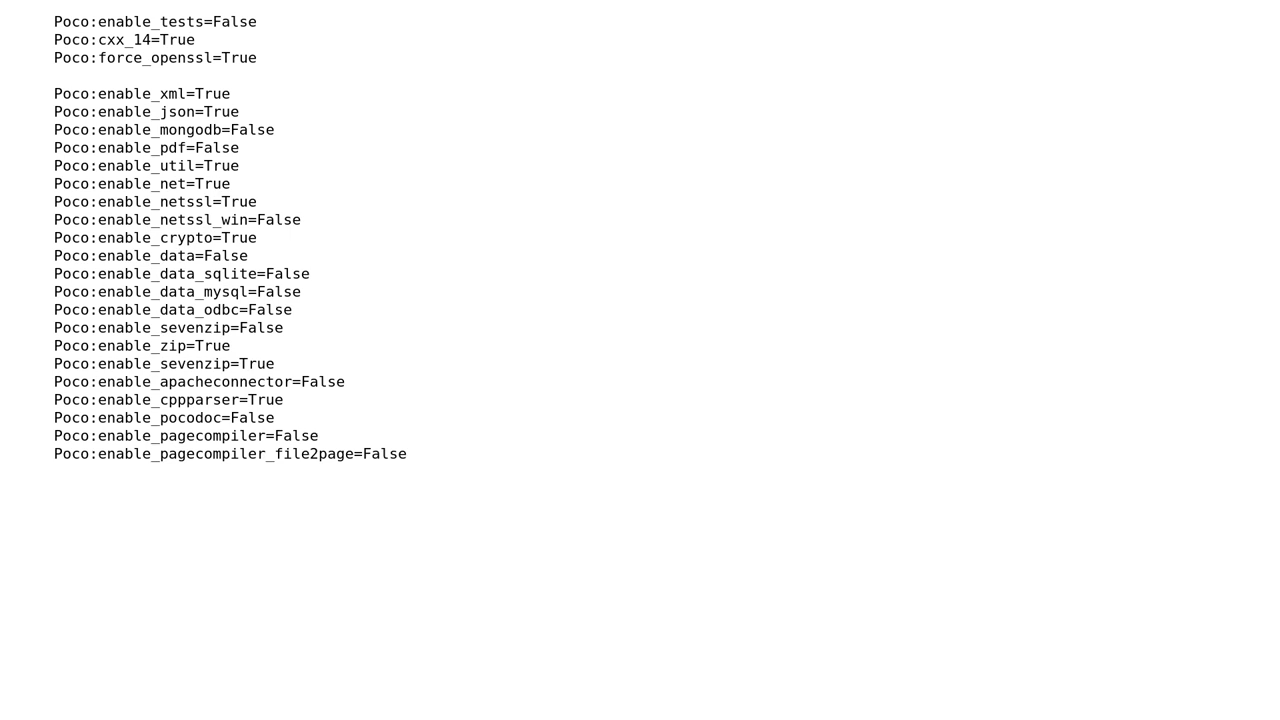 Poco:enable_tests=False
Poco:cxx_14=True
Poco:force_openssl=True

Poco:enable_xml=True
Poco:enable_json=True
Poco:enable_mongodb=False
Poco:enable_pdf=False
Poco:enable_util=True
Poco:enable_net=True
Poco:enable_netssl=True
Poco:enable_netssl_win=False
Poco:enable_crypto=True
Poco:enable_data=False
Poco:enable_data_sqlite=False
Poco:enable_data_mysql=False
Poco:enable_data_odbc=False
Poco:enable_sevenzip=False
Poco:enable_zip=True
Poco:enable_sevenzip=True
Poco:enable_apacheconnector=False
Poco:enable_cppparser=True
Poco:enable_pocodoc=False
Poco:enable_pagecompiler=False
Poco:enable_pagecompiler_file2page=False